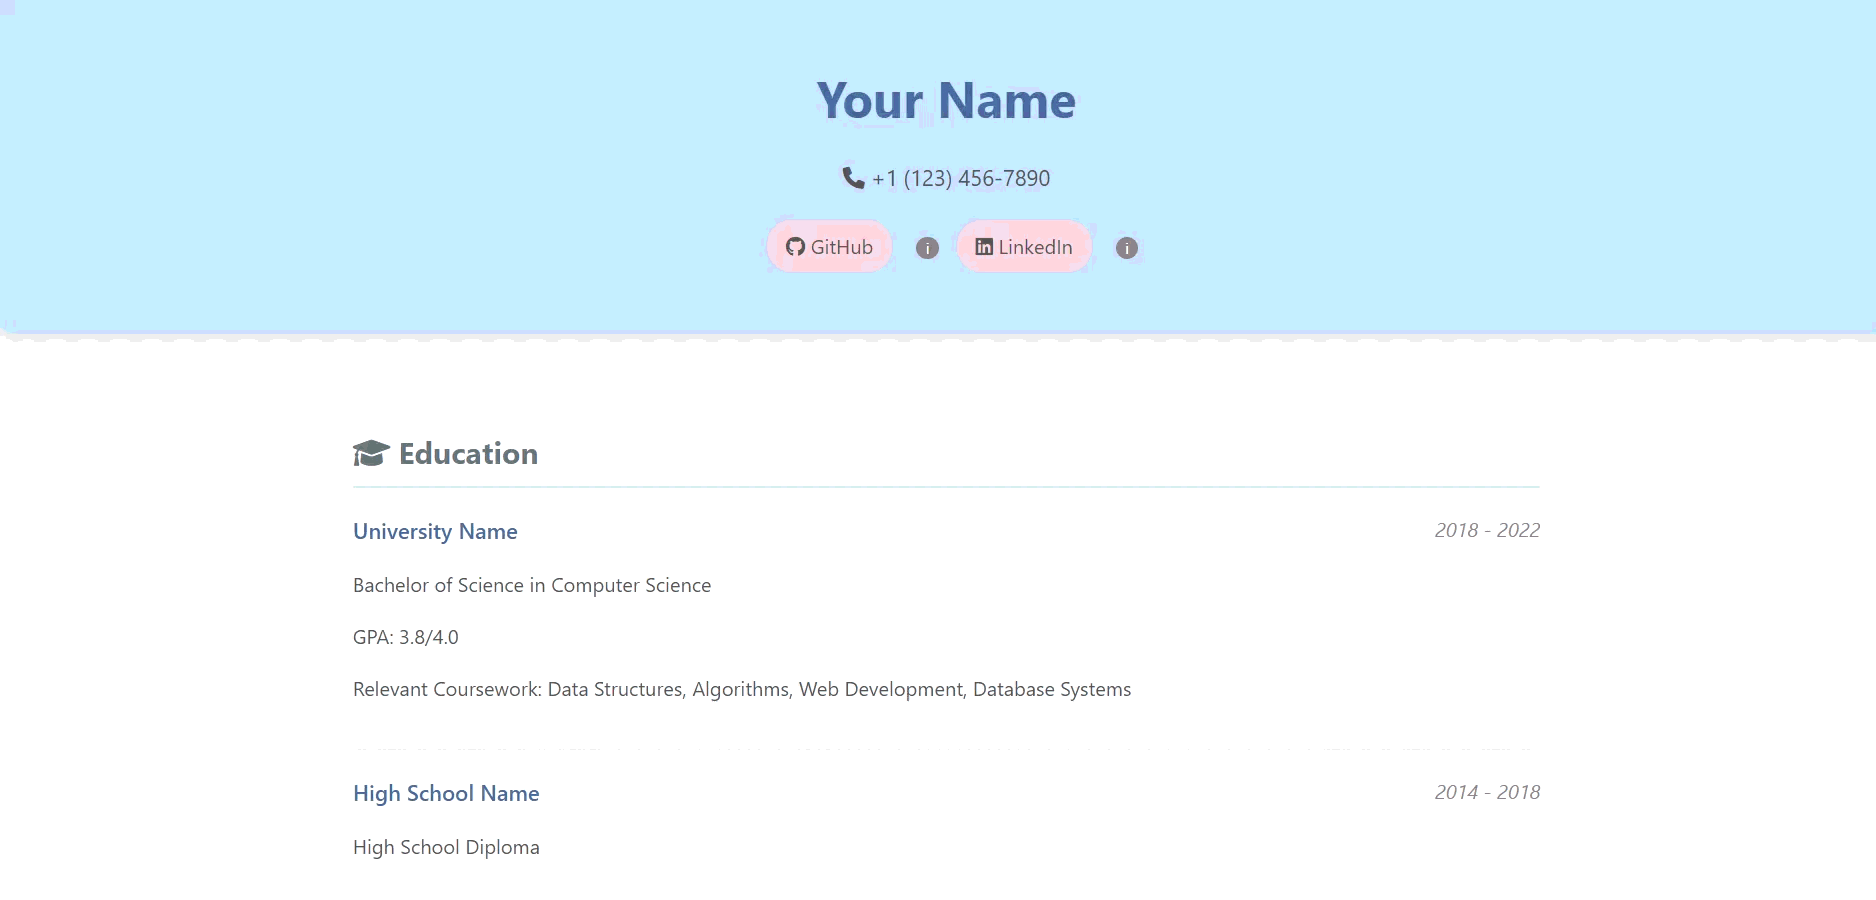 Your Name
+1 (123) 456-7890
GitHub i LinkedIn i
Education
University Name 2018 - 2022
Bachelor of Science in Computer Science
GPA: 3.8/4.0
Relevant Coursework: Data Structures, Algorithms, Web Development, Database Systems
High School Name 2014 - 2018
High School Diploma